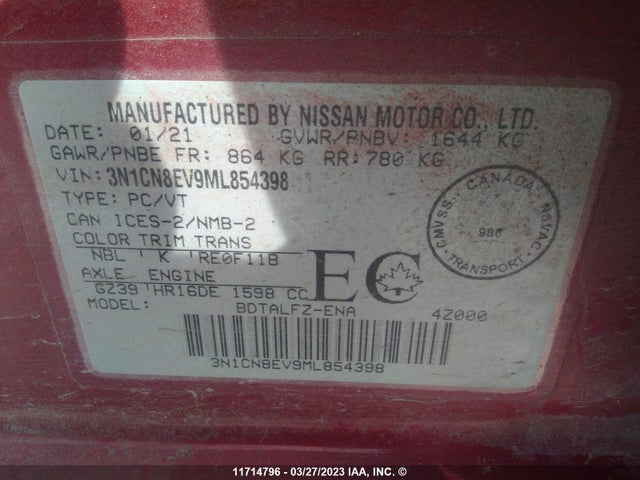 MANUFACTURED BY NISSAN MOTOR CO., LTD.
DATE: 01/21 GVWR/PNBV: 1644 KG
GAWR/PNBE FR: 864 KG RR: 780 KG
VIN: 3N1CN8EV9ML854398
TYPE: PC/VT
CAN ICES-2/NMB-2
COLOR TRIM TRANS
NBL K RE0F11B
AXLE ENGINE
GZ39 HR16DE 1598 CC
MODEL: BDTALFZ-ENA 4Z000
EC
CMVSS. CANADA NSVAC
986
TRANSPORT
3N1CN8EV9ML854398
11714796 - 03/27/2023 IAA, INC. ©